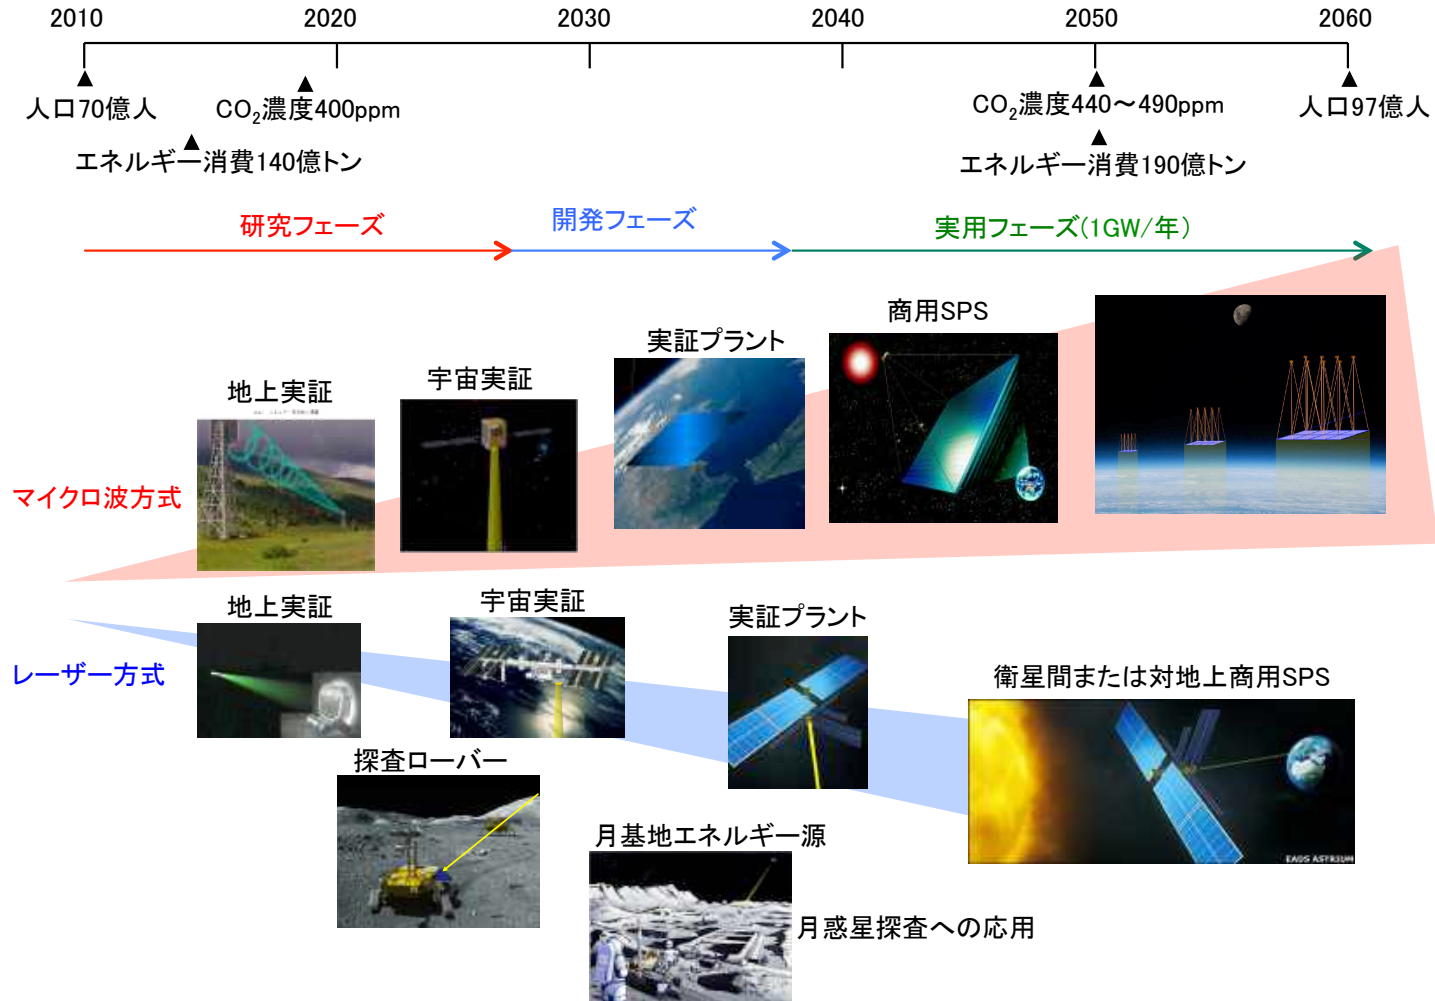 2010 2020 2030 2040 2050 2060
人口70億人
CO₂濃度400ppm
CO₂濃度440～490ppm
人口97億人
エネルギー消費140億トン
エネルギー消費190億トン
研究フェーズ
開発フェーズ
実用フェーズ(1GW/年)
商用SPS
実証プラント
宇宙実証
地上実証
マイクロ波方式
地上実証
宇宙実証
実証プラント
レーザー方式
衛星間または対地上商用SPS
探査ローバー
月基地エネルギー源
EADS ASTRIUM
月惑星探査への応用